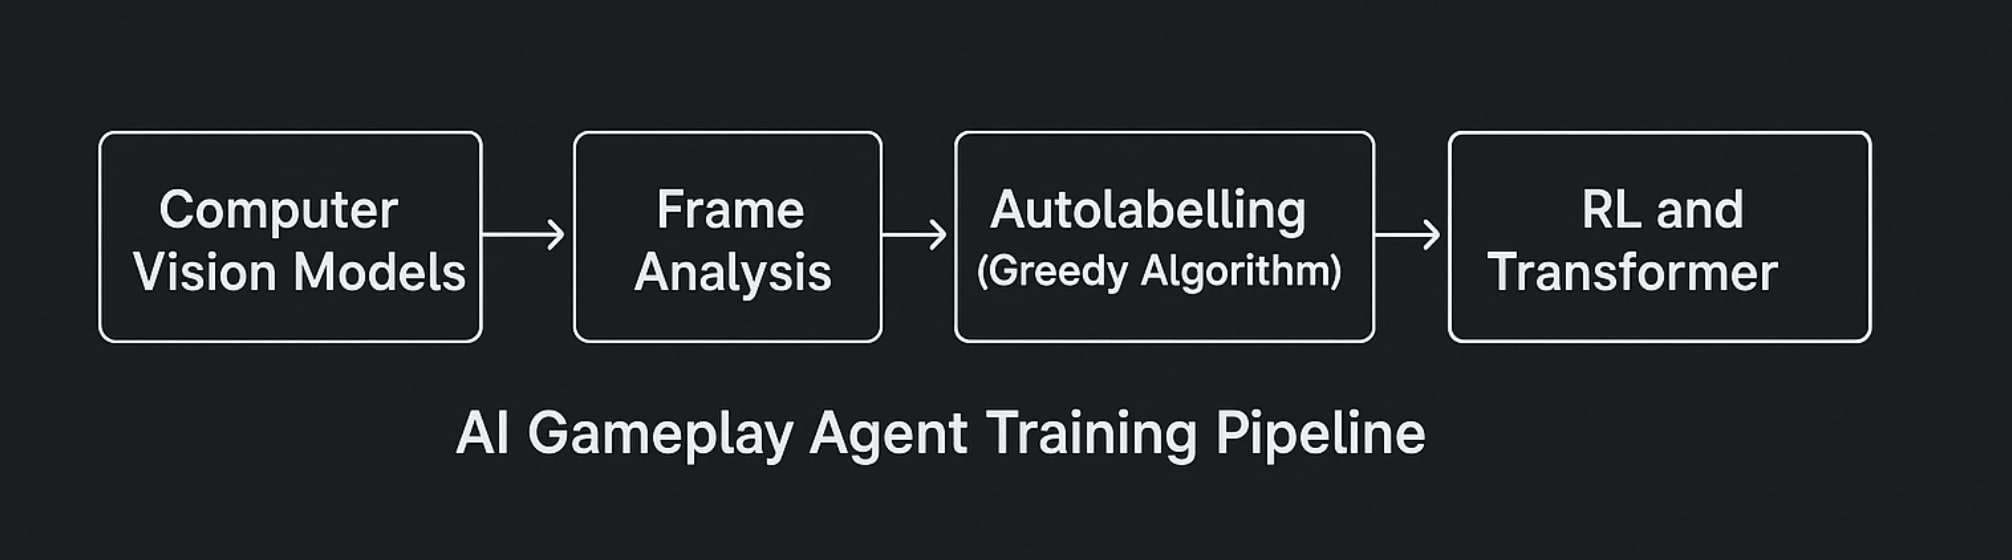 Computer
Vision Models
Frame
Analysis
Autolabelling
(Greedy Algorithm)
RL and
Transformer
AI Gameplay Agent Training Pipeline